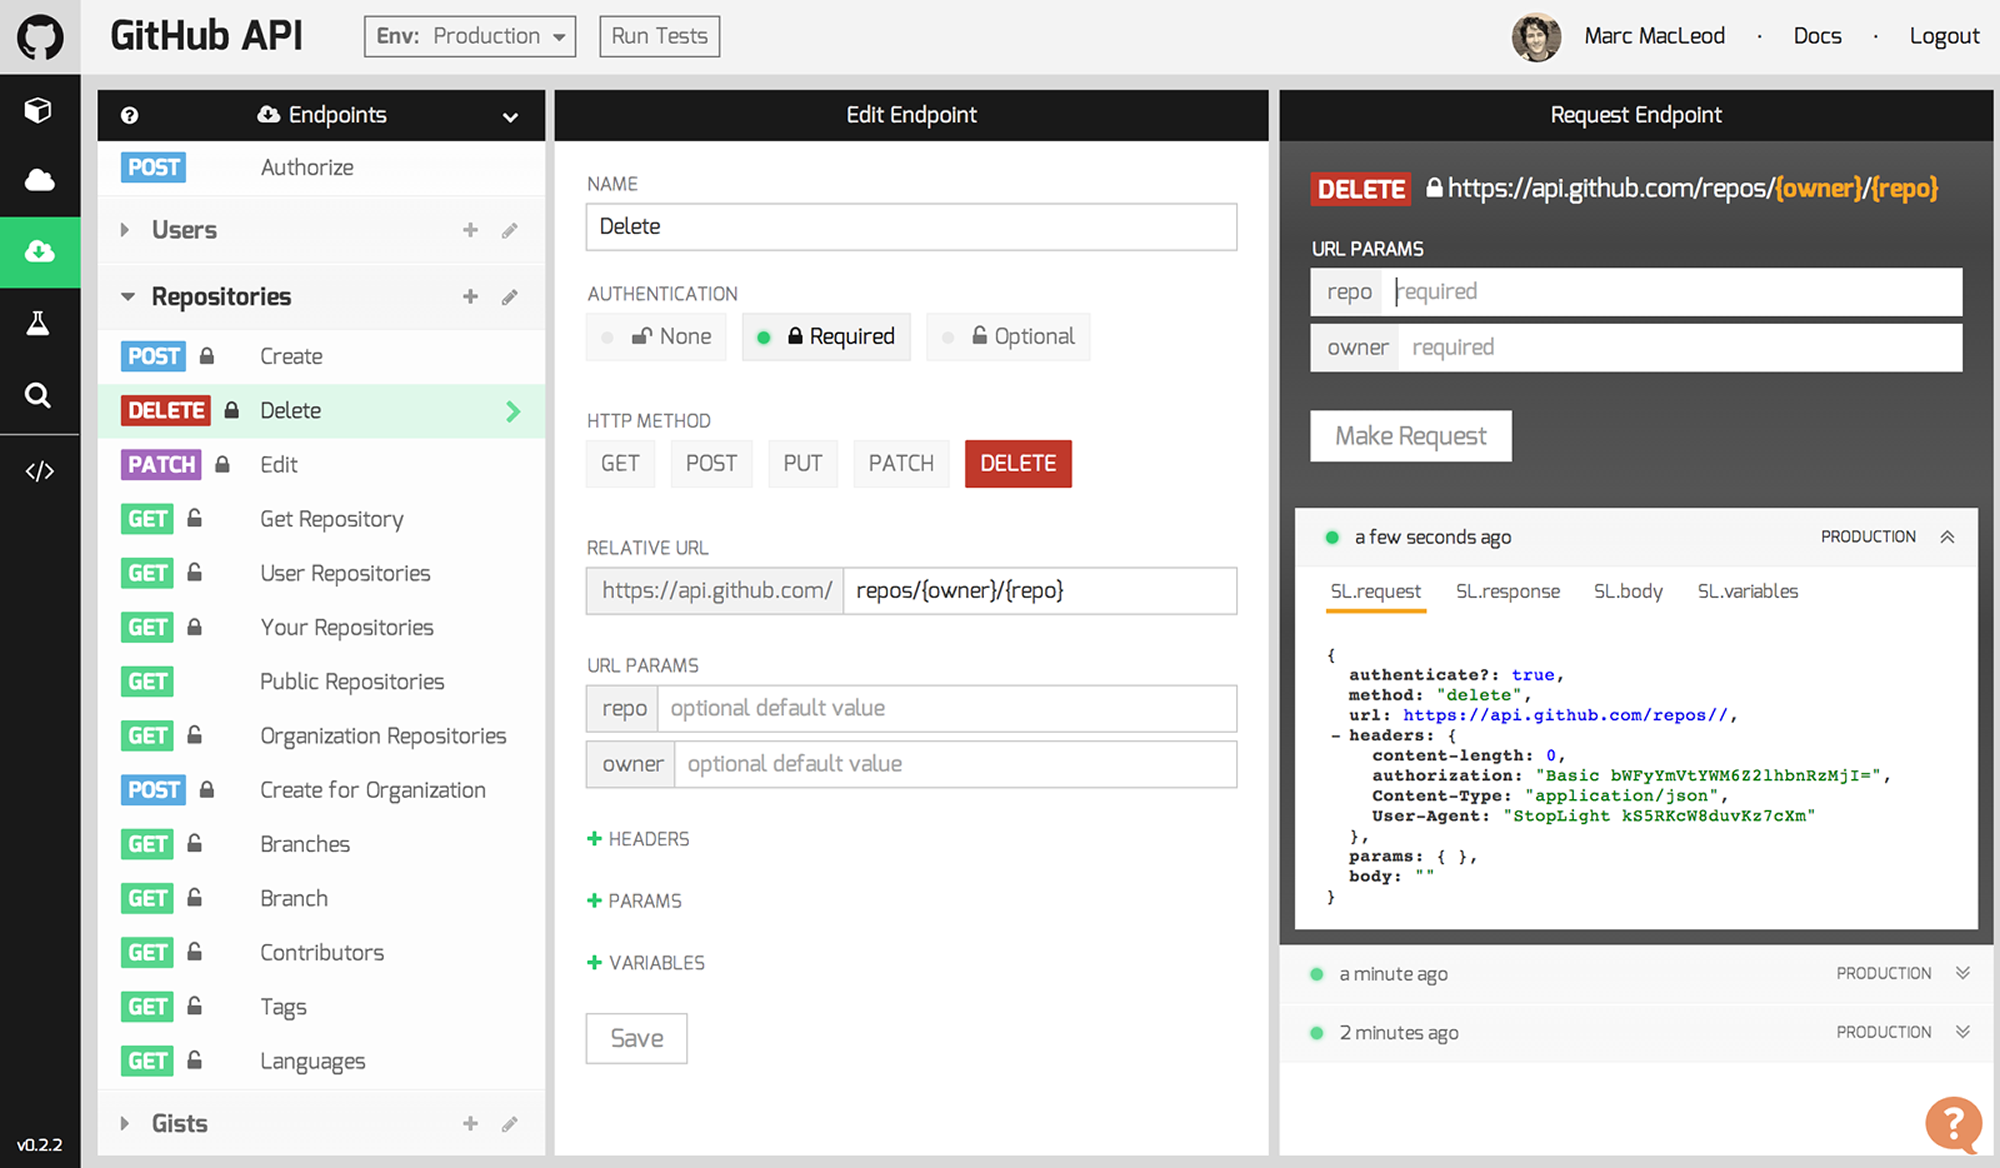 GitHub API
Env: Production
Run Tests
Marc MacLeod · Docs · Logout
Endpoints
POST Authorize
Users
Repositories
POST Create
DELETE Delete
PATCH Edit
GET Get Repository
GET User Repositories
GET Your Repositories
GET Public Repositories
GET Organization Repositories
POST Create for Organization
GET Branches
GET Branch
GET Contributors
GET Tags
GET Languages
Gists
v0.2.2
Edit Endpoint
NAME
Delete
AUTHENTICATION
None Required Optional
HTTP METHOD
GET POST PUT PATCH DELETE
RELATIVE URL
https://api.github.com/ repos/{owner}/{repo}
URL PARAMS
repo optional default value
owner optional default value
+ HEADERS
+ PARAMS
+ VARIABLES
Save
Request Endpoint
DELETE https://api.github.com/repos/{owner}/{repo}
URL PARAMS
repo required
owner required
Make Request
a few seconds ago PRODUCTION
SL.request SL.response SL.body SL.variables
{
authenticate?: true,
method: "delete",
url: https://api.github.com/repos//,
- headers: {
content-length: 0,
authorization: "Basic bWFyYmVtYWM6Z2lhbnRzMjI=",
Content-Type: "application/json",
User-Agent: "StopLight kS5RKcW8duvKz7cXm"
},
params: { },
body: ""
}
a minute ago PRODUCTION
2 minutes ago PRODUCTION